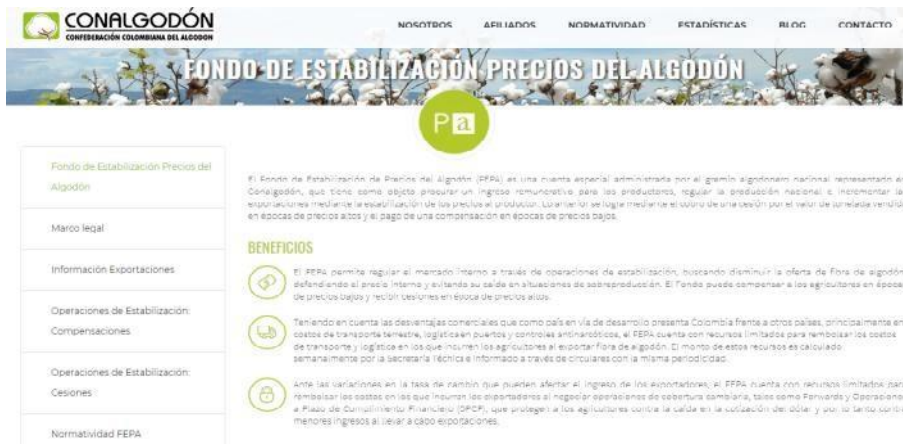 CONALGODÓN
CONFEDERACIÓN COLOMBIANA DEL ALGODON
NOSOTROS AFILIADOS NORMATIVIDAD ESTADÍSTICAS BLOG CONTACTO
FONDO DE ESTABILIZACIÓN PRECIOS DEL ALGODÓN
Pa
Fondo de Estabilización Precios del
Algodón
Marco legal
Información Exportaciones
Operaciones de Estabilización:
Compensaciones
Operaciones de Estabilización:
Cesiones
Normatividad FEPA
El Fondo de Estabilización de Precios del Algodón (FEPA) es una cuenta especial administrada por el gremio algodonero nacional representado en
Conalgodón, que tiene como objeto procurar un ingreso remunerativo para los productores, regular la producción nacional e incrementar la
exportaciones mediante la estabilización de los precios al productor. Lo anterior se logra mediante el cobro de una cesión por el valor de tonelada vendid
en épocas de precios altos y el pago de una compensación en épocas de precios bajos.
BENEFICIOS
El FEPA permite regular el mercado interno a través de operaciones de estabilización, buscando disminuir la oferta de fibra de algodón
defendiendo el precio interno y evitando su caída en situaciones de sobreproducción. El Fondo puede compensar a los agricultores en época
de precios bajos y recibir cesiones en época de precios altos.
Teniendo en cuenta las desventajas comerciales que como país en vía de desarrollo presenta Colombia frente a otros países, principalmente en
costos de transporte terrestre, logística en puertos y controles antinarcóticos, el FEPA cuenta con recursos limitados para rembolsar los costos
de transporte y logística en los que incurren los agricultores al exportar fibra de algodón. El monto de estos recursos es calculado
semanalmente por la Secretaría Técnica e informado a través de circulares con la misma periodicidad.
Ante las variaciones en la tasa de cambio que pueden afectar el ingreso de los exportadores, el FEPA cuenta con recursos limitados par
rembolsar los costos en los que incurren los agricultores al negociar operaciones de cobertura cambiaria, tales como Forwards y Operacione
a Plazo de Cumplimiento Financiero (OPCF), que protegen a los agricultores contra la caída en la cotización del dólar y por lo tanto contr
menores ingresos al llevar a cabo exportaciones.